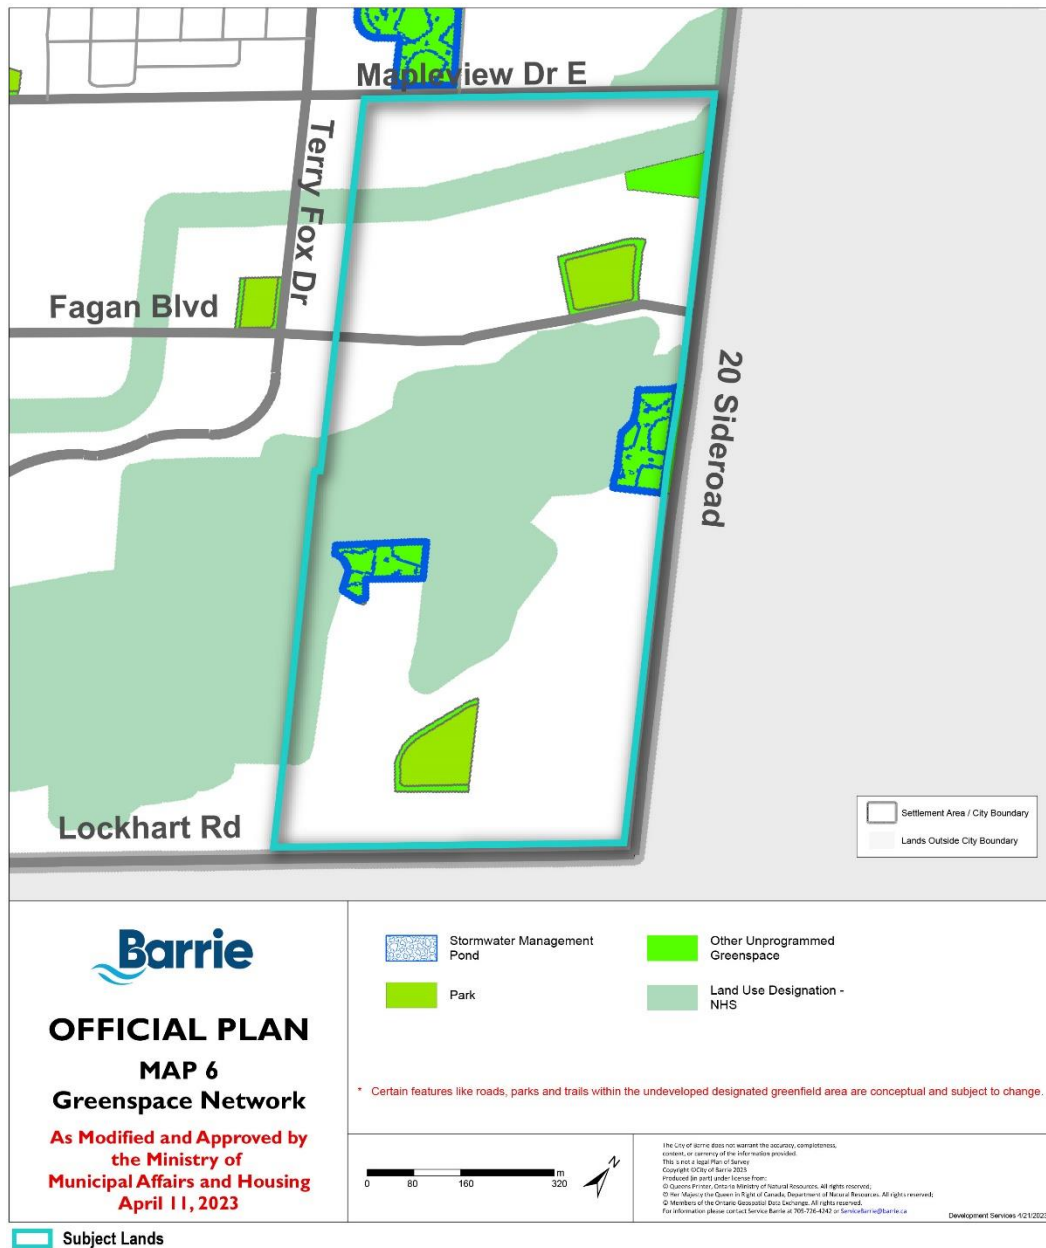 Mapleview Dr E
Terry Fox Dr
Fagan Blvd
20 Sideroad
Lockhart Rd
Settlement Area / City Boundary
Lands Outside City Boundary
Barrie
OFFICIAL PLAN
MAP 6
Greenspace Network
As Modified and Approved by
the Ministry of
Municipal Affairs and Housing
April 11, 2023
Stormwater Management
Pond
Park
Other Unprogrammed
Greenspace
Land Use Designation -
NHS
* Certain features like roads, parks and trails within the undeveloped designated greenfield area are conceptual and subject to change.
m
0 80 160 320
N
The City of Barrie does not warrant the accuracy, completeness,
content, or currency of the information provided.
This is not a legal Plan of Survey
Copyright ©City of Barrie 2023
Produced (in part) under license from:
© Queens Printer, Ontario Ministry of Natural Resources. All rights reserved;
© Her Majesty the Queen in Right of Canada, Department of Natural Resources. All rights reserved;
© Members of the Ontario Geospatial Data Exchange. All rights reserved.
For information please contact Service Barrie at 705-726-4242 or ServiceBarrie@barrie.ca
Development Services 4/21/2023
Subject Lands